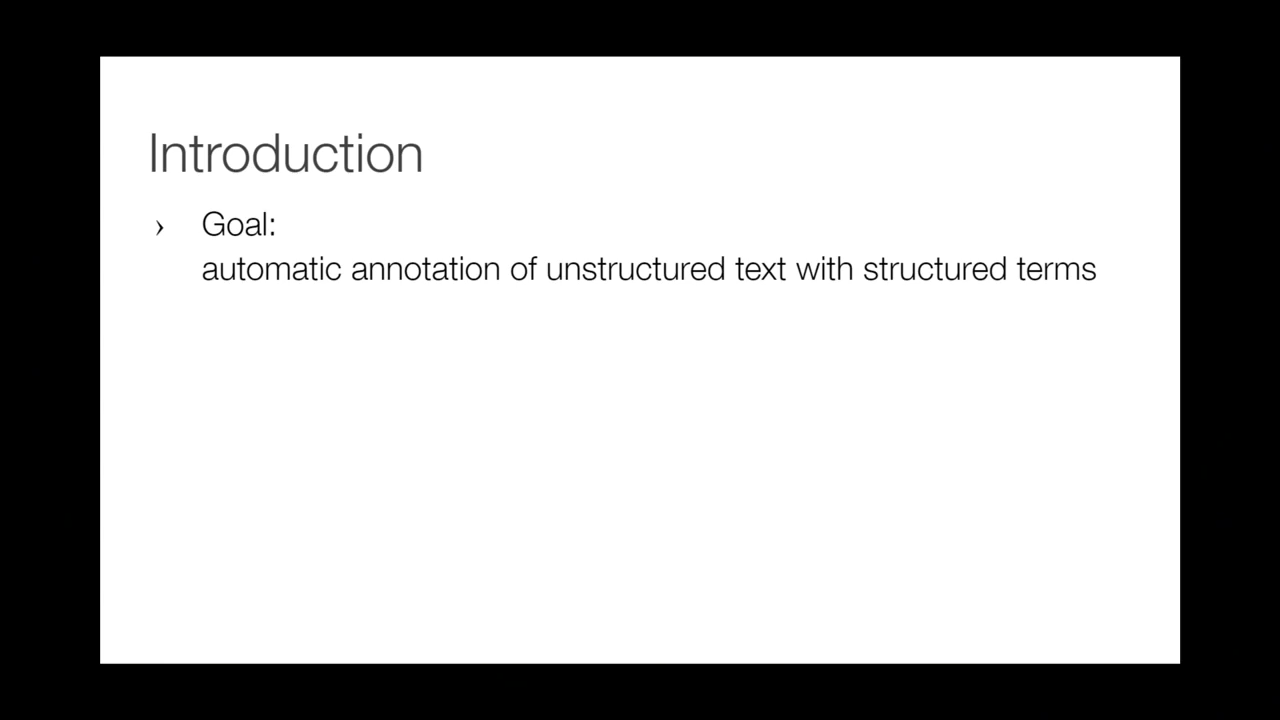 Introduction
› Goal:
automatic annotation of unstructured text with structured terms